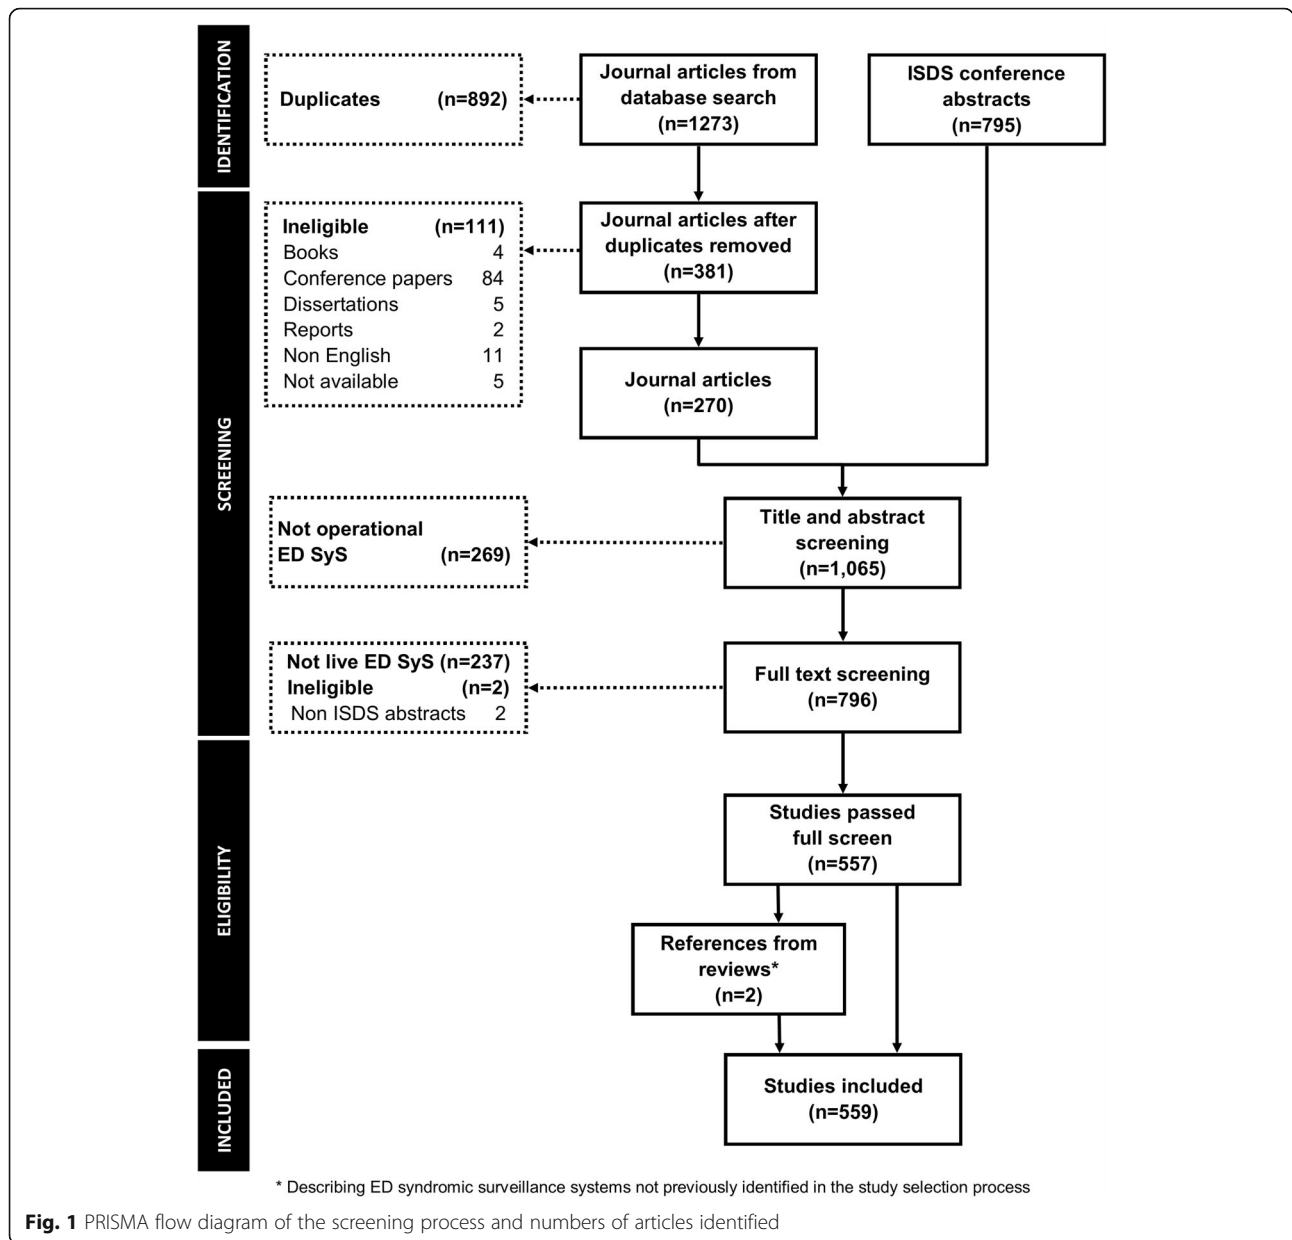 IDENTIFICATION
Duplicates (n=892)
Journal articles from
database search
(n=1273)
ISDS conference
abstracts
(n=795)
SCREENING
Ineligible (n=111)
Books 4
Conference papers 84
Dissertations 5
Reports 2
Non English 11
Not available 5
Journal articles after
duplicates removed
(n=381)
Journal articles
(n=270)
Not operational
ED SyS (n=269)
Title and abstract
screening
(n=1,065)
Not live ED SyS (n=237)
Ineligible (n=2)
Non ISDS abstracts 2
Full text screening
(n=796)
ELIGIBILITY
Studies passed
full screen
(n=557)
References from
reviews*
(n=2)
INCLUDED
Studies included
(n=559)
* Describing ED syndromic surveillance systems not previously identified in the study selection process
Fig. 1 PRISMA flow diagram of the screening process and numbers of articles identified